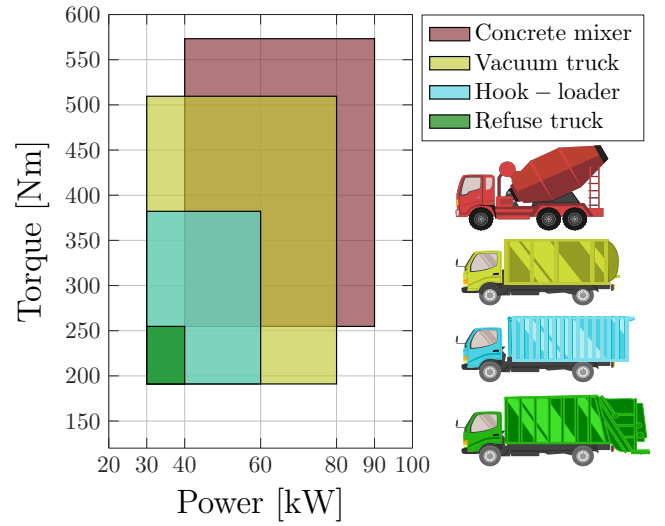 Concrete mixer
Vacuum truck
Hook – loader
Refuse truck
600
550
500
450
400
350
300
250
200
150
Torque [Nm]
20 30 40 60 80 90 100
Power [kW]